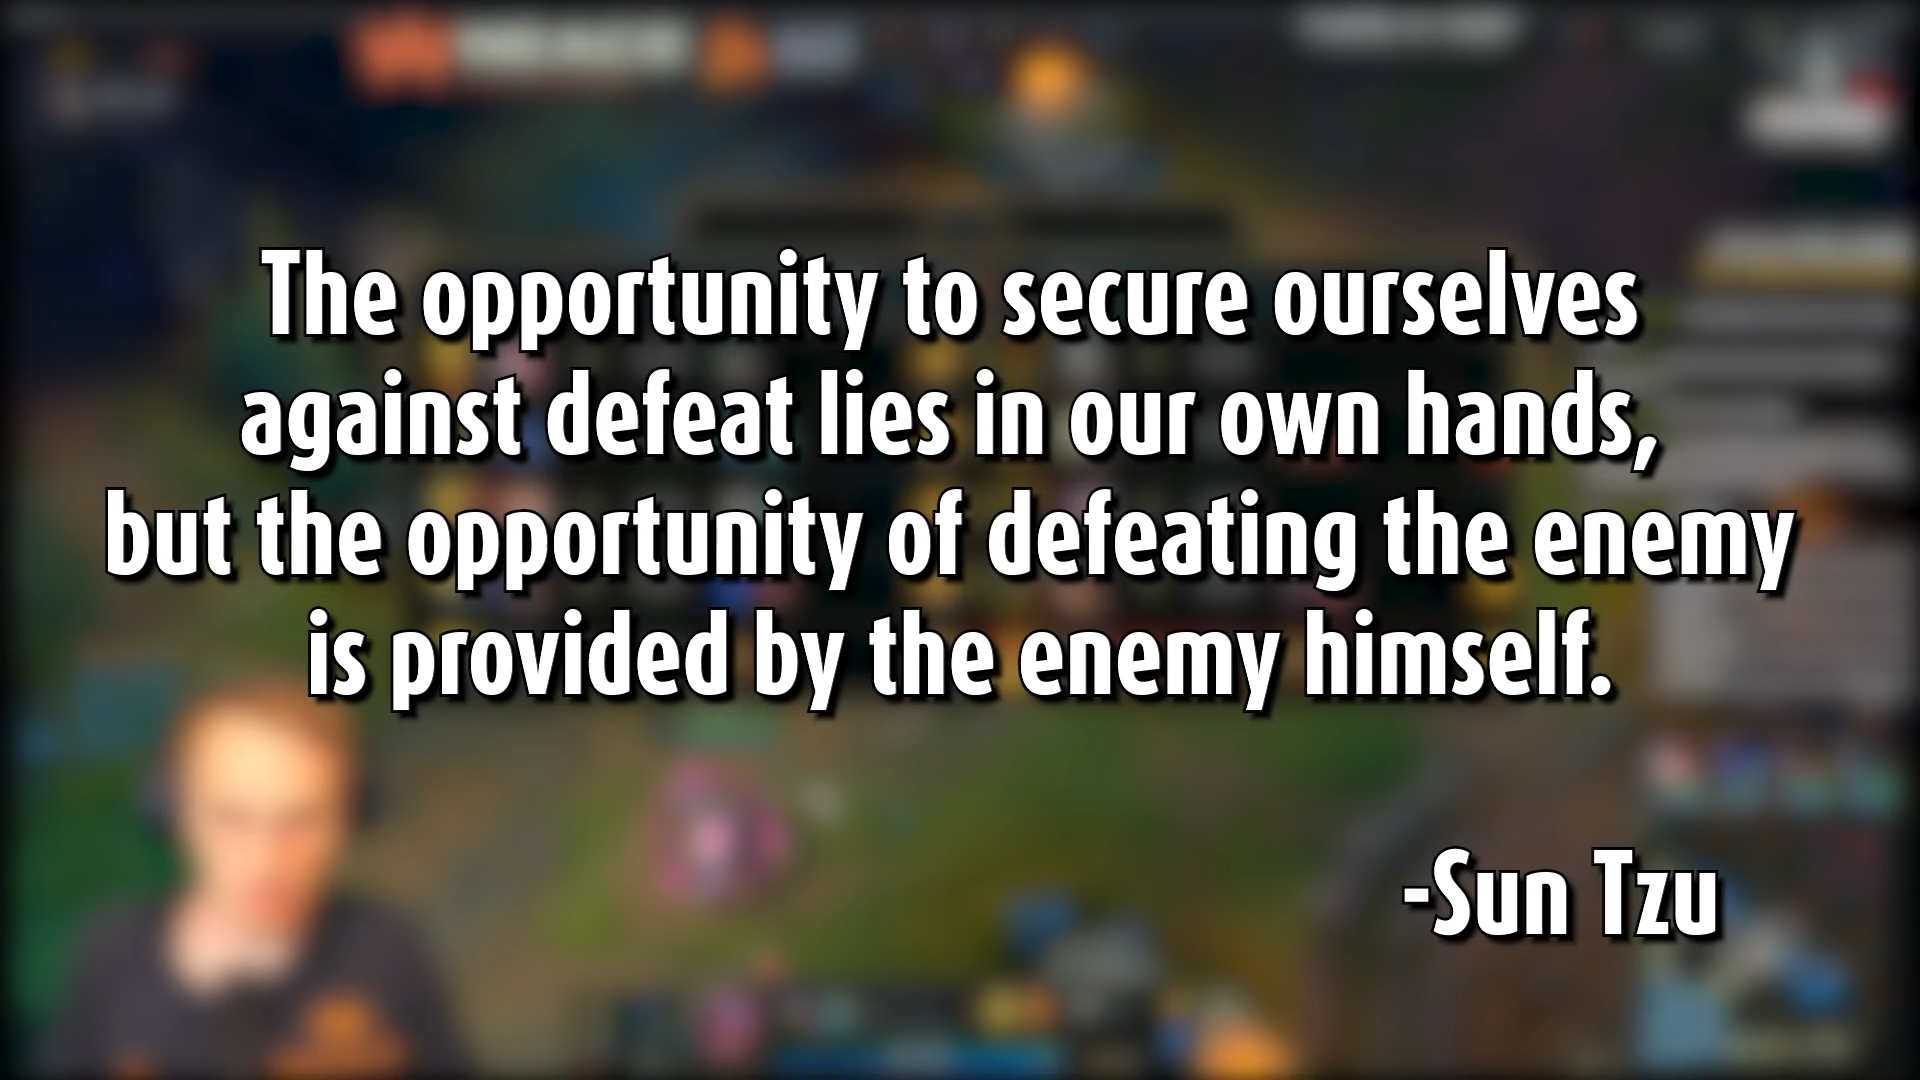 The opportunity to secure ourselves
against defeat lies in our own hands,
but the opportunity of defeating the enemy
is provided by the enemy himself.
-Sun Tzu